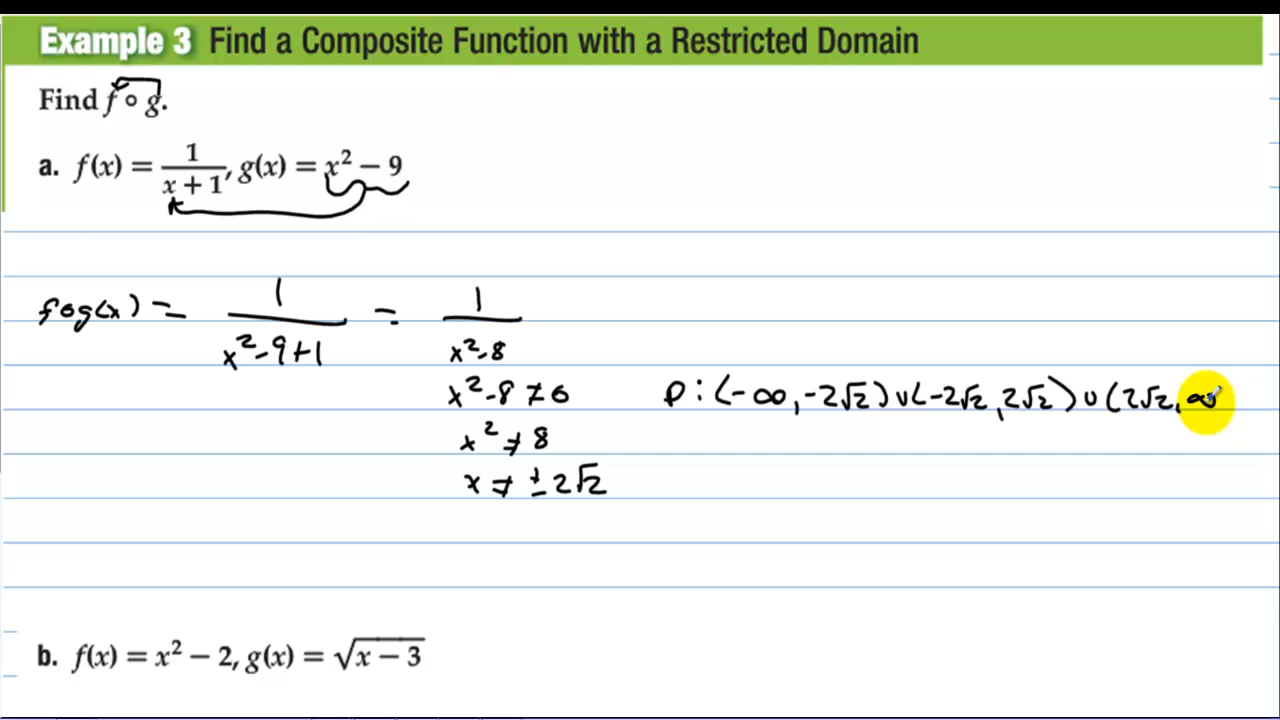 Example 3 Find a Composite Function with a Restricted Domain
Find f ∘ g.
a. f(x) = 1/(x + 1), g(x) = x² − 9
fog(x) = 1/(x²-9+1) = 1/(x²-8)
x²-8 ≠ 0 D : (-∞, -2√2) ∪ (-2√2, 2√2) ∪ (2√2, ∞
x² ≠ 8
x ≠ ±2√2
b. f(x) = x² − 2, g(x) = √(x − 3)